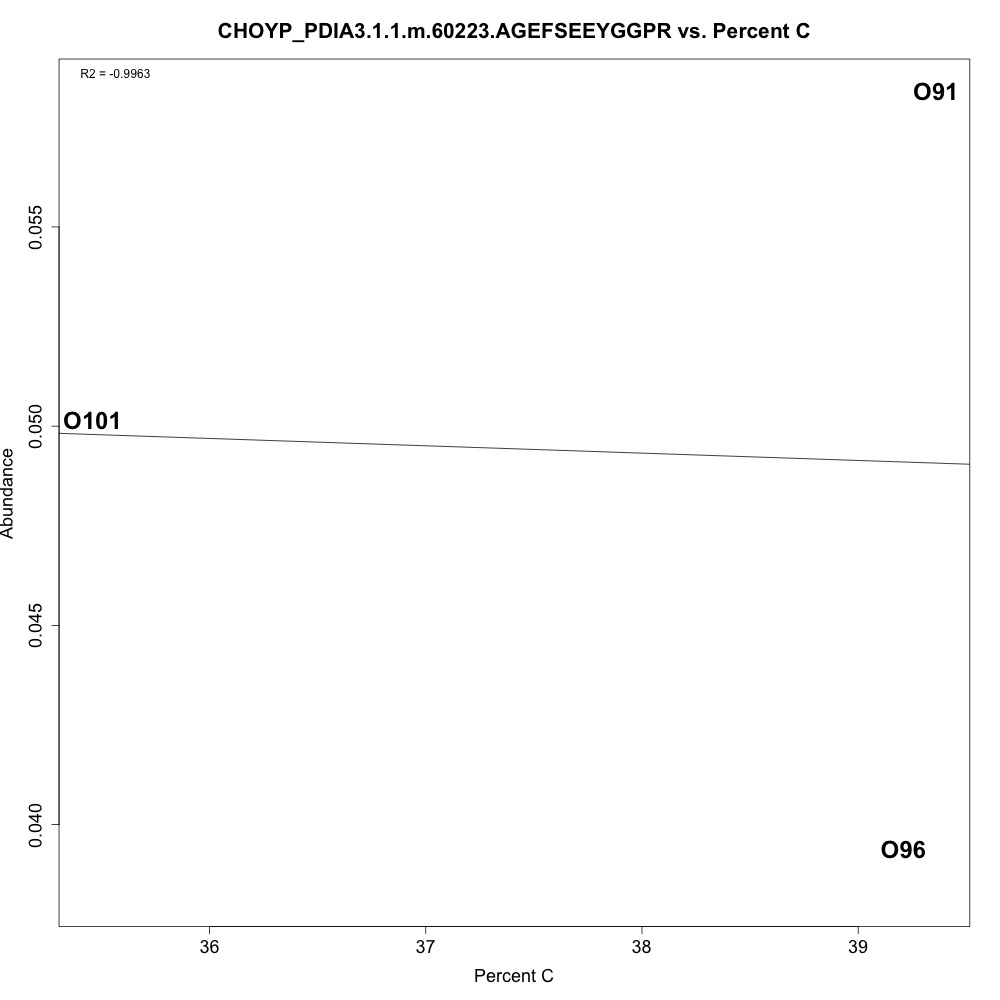 CHOYP_PDIA3.1.1.m.60223.AGEFSEEYGGPR vs. Percent C
R2 = -0.9963
O91
0.055
0.050
O101
Abundance
0.045
0.040
O96
36 37 38 39
Percent C